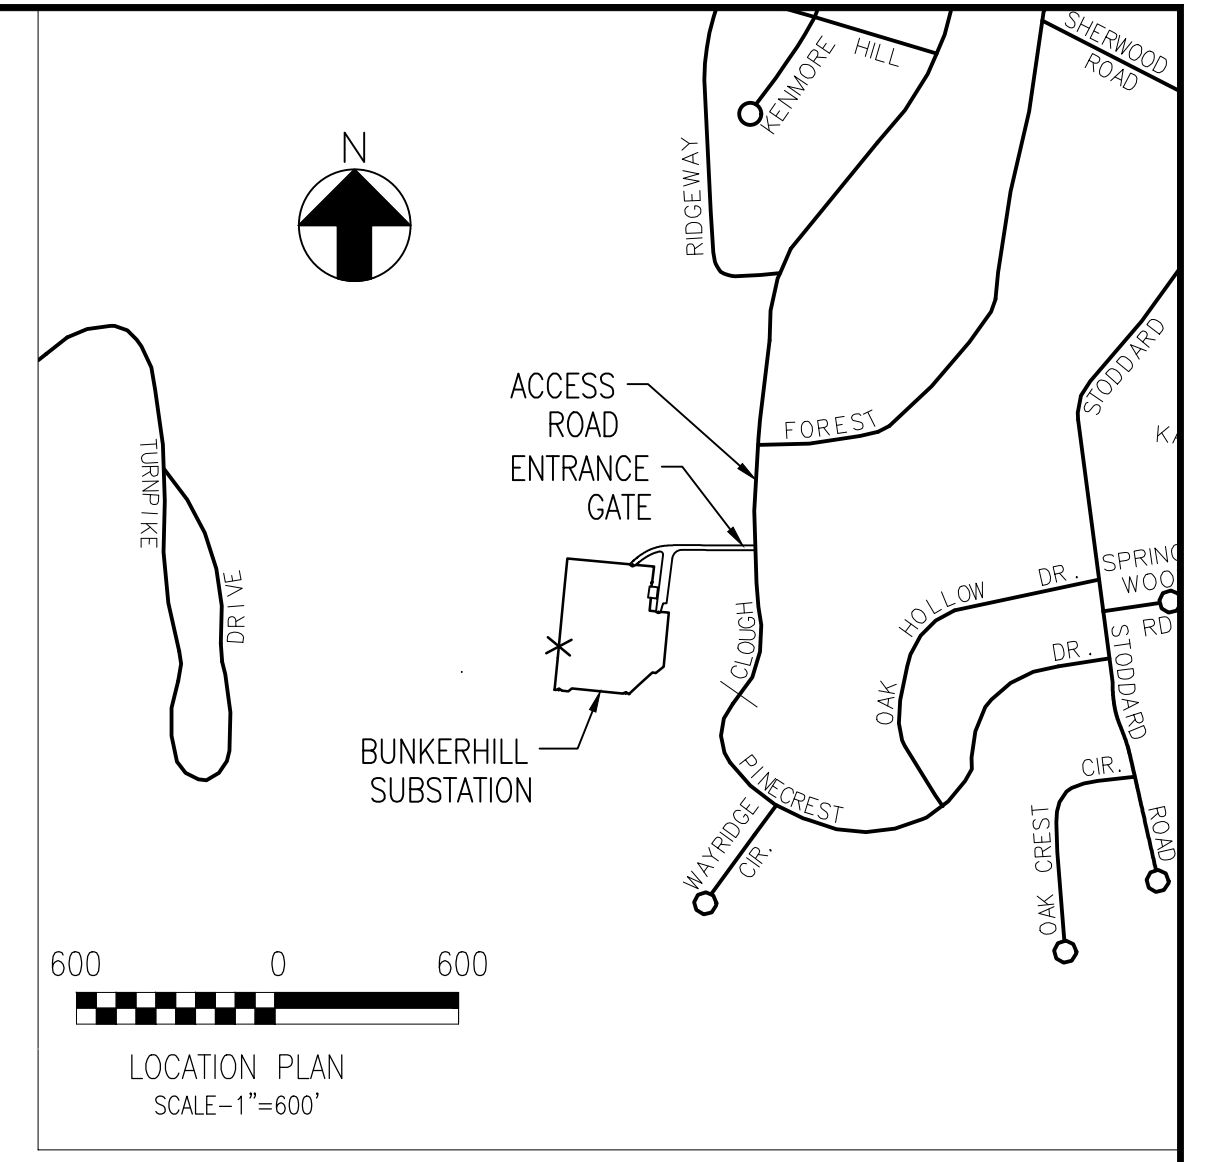 SHERWOOD
ROAD
HILL
KENMORE
N
RIDGEWAY
STODDARD
ACCESS
ROAD
FOREST
ENTRANCE
GATE
TURNPIKE
DRIVE
SPRING
WOO
RD
HOLLOW DR.
OAK
DR.
STODDARD
CLOUGH
BUNKERHILL
SUBSTATION
PINECREST
WAYRIDGE
CIR.
CIR.
OAK CREST
ROAD
600 0 600
LOCATION PLAN
SCALE-1"=600'